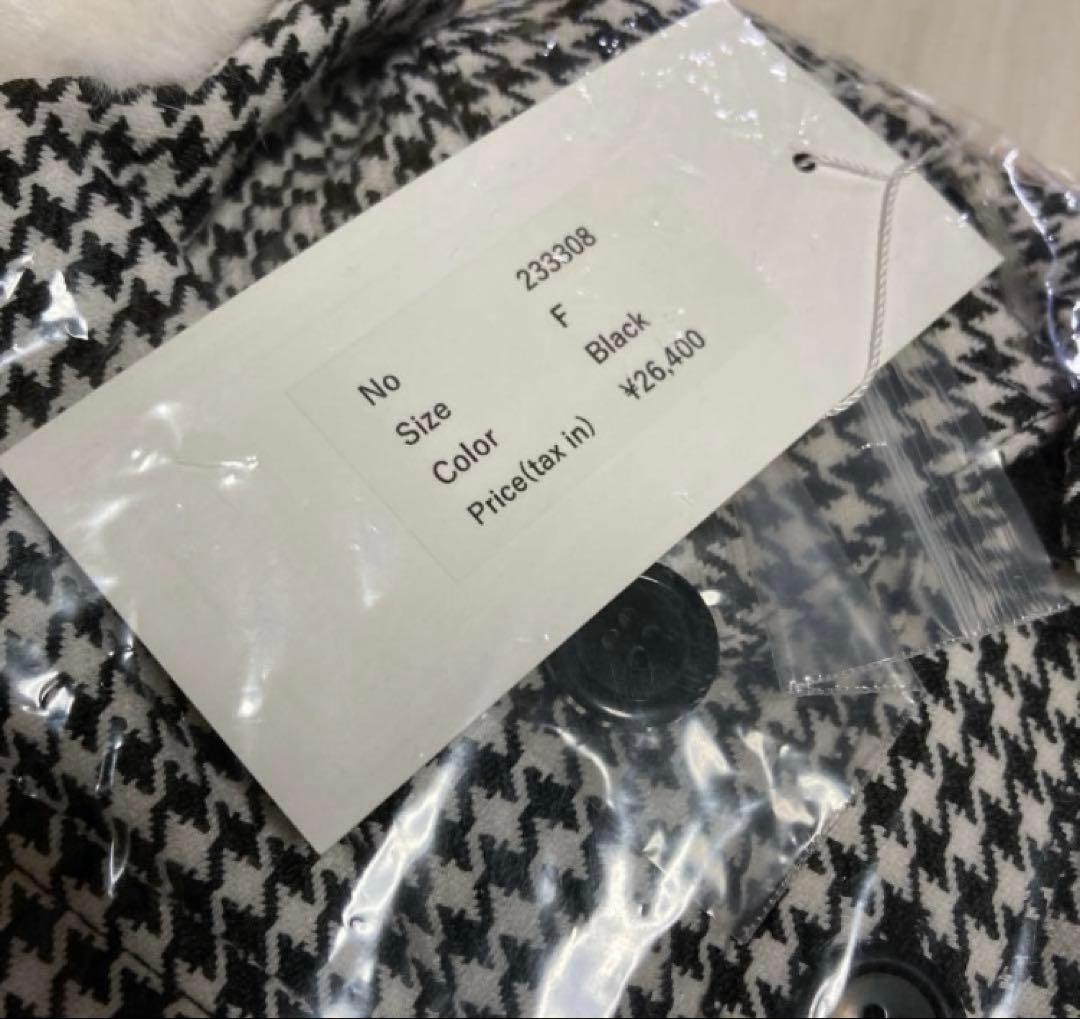 No 233308
Size F
Color Black
Price(tax in) ¥26,400